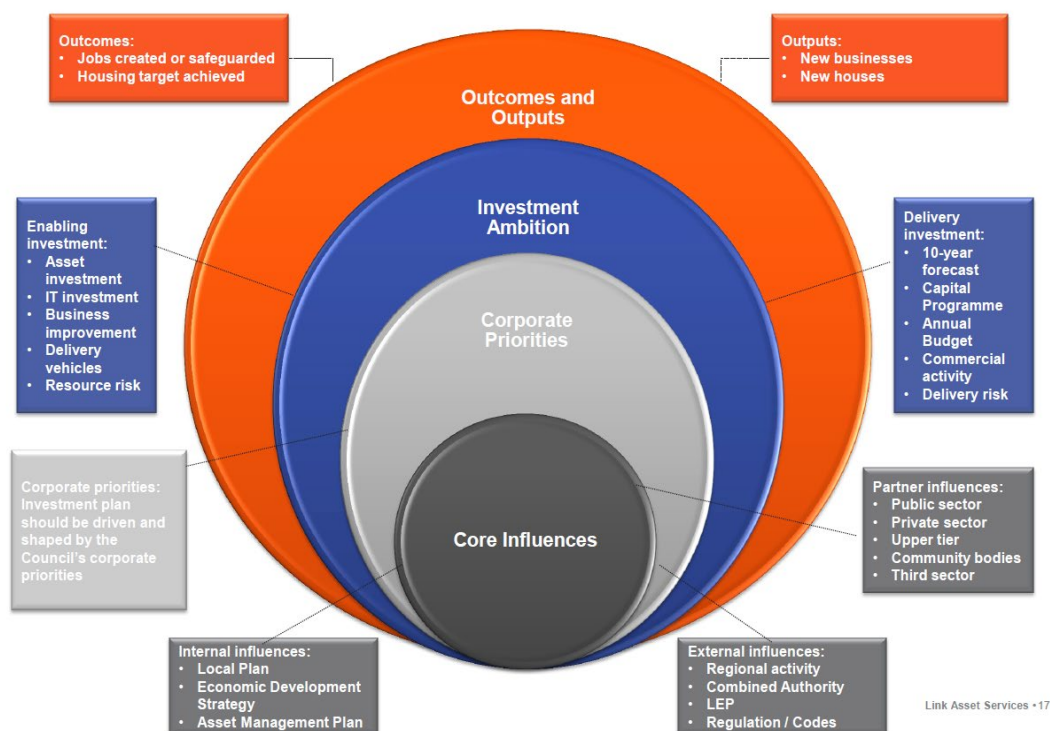 Outcomes:
• Jobs created or safeguarded
• Housing target achieved
Outputs:
• New businesses
• New houses
Outcomes and
Outputs
Investment
Ambition
Enabling
investment:
• Asset
investment
• IT investment
• Business
improvement
• Delivery
vehicles
• Resource risk
Delivery
investment:
• 10-year
forecast
• Capital
Programme
• Annual
Budget
• Commercial
activity
• Delivery risk
Corporate
Priorities
Corporate priorities:
Investment plan
should be driven and
shaped by the
Council's corporate
priorities
Partner influences:
• Public sector
• Private sector
• Upper tier
• Community bodies
• Third sector
Core Influences
Internal influences:
• Local Plan
• Economic Development
Strategy
• Asset Management Plan
External influences:
• Regional activity
• Combined Authority
• LEP
• Regulation / Codes
Link Asset Services • 17